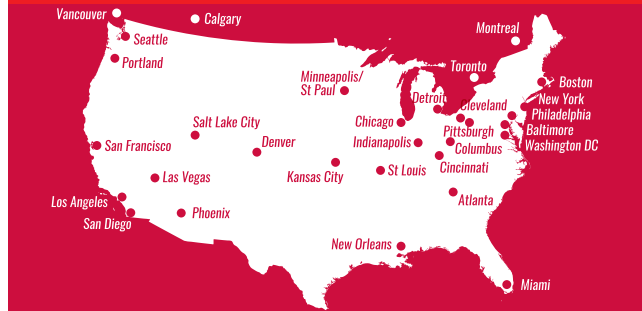 Vancouver
Calgary
Seattle
Montreal
Portland
Toronto
Minneapolis/
St Paul
Boston
Detroit
Cleveland
New York
Philadelphia
Salt Lake City
Chicago
Pittsburgh
Baltimore
Denver
Indianapolis
Columbus
Washington DC
San Francisco
Kansas City
St Louis
Cincinnati
Las Vegas
Los Angeles
Atlanta
San Diego
Phoenix
New Orleans
Miami